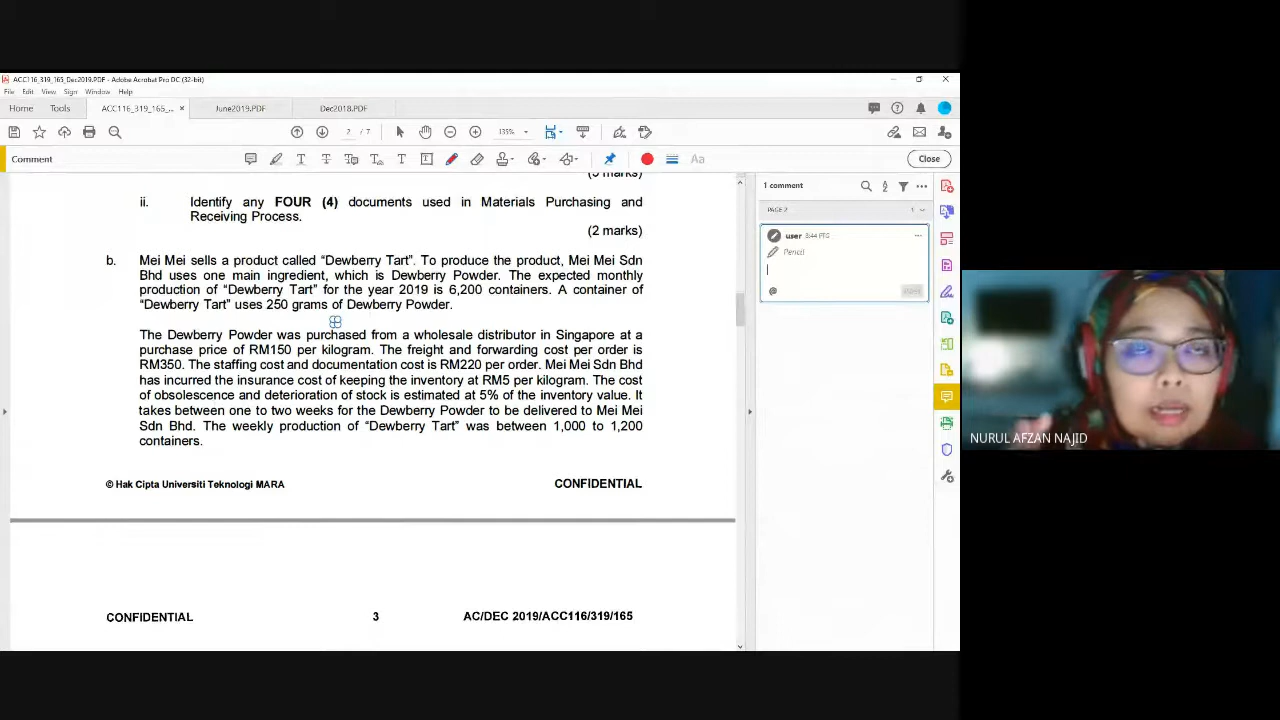 ACC116_319_165_Dec2019.PDF - Adobe Acrobat Pro DC (32-bit)
File Edit View Sign Window Help
Home Tools ACC116_319_165_... × June2019.PDF Dec2018.PDF
2 / 7 135%
Comment Aa Close
(5 marks)
ii. Identify any FOUR (4) documents used in Materials Purchasing and
Receiving Process.
(2 marks)
b. Mei Mei sells a product called “Dewberry Tart”. To produce the product, Mei Mei Sdn
Bhd uses one main ingredient, which is Dewberry Powder. The expected monthly
production of “Dewberry Tart” for the year 2019 is 6,200 containers. A container of
“Dewberry Tart” uses 250 grams of Dewberry Powder.
The Dewberry Powder was purchased from a wholesale distributor in Singapore at a
purchase price of RM150 per kilogram. The freight and forwarding cost per order is
RM350. The staffing cost and documentation cost is RM220 per order. Mei Mei Sdn Bhd
has incurred the insurance cost of keeping the inventory at RM5 per kilogram. The cost
of obsolescence and deterioration of stock is estimated at 5% of the inventory value. It
takes between one to two weeks for the Dewberry Powder to be delivered to Mei Mei
Sdn Bhd. The weekly production of “Dewberry Tart” was between 1,000 to 1,200
containers.
© Hak Cipta Universiti Teknologi MARA CONFIDENTIAL
CONFIDENTIAL 3 AC/DEC 2019/ACC116/319/165
1 comment
PAGE 2 1
user 3:44 PTG
Pencil
@
NURUL AFZAN NAJID